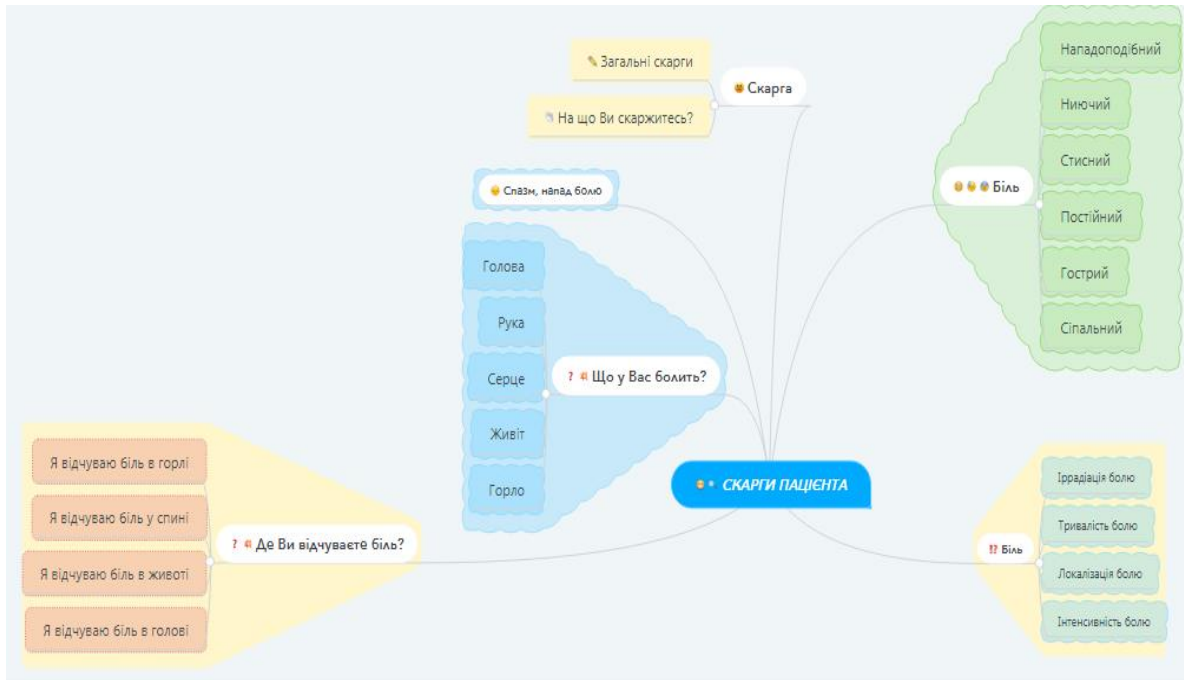 Загальні скарги
Скарга
На що Ви скаржитесь?
Спазм, напад болю
Голова
Рука
Серце
Живіт
Горло
? Що у Вас болить?
Я відчуваю біль в горлі
Я відчуваю біль у спині
Я відчуваю біль в животі
Я відчуваю біль в голові
? Де Ви відчуваєте біль?
СКАРГИ ПАЦІЄНТА
Біль
Нападоподібний
Ниючий
Стисний
Постійний
Гострий
Сіпальний
!? Біль
Іррадіація болю
Тривалість болю
Локалізація болю
Інтенсивність болю